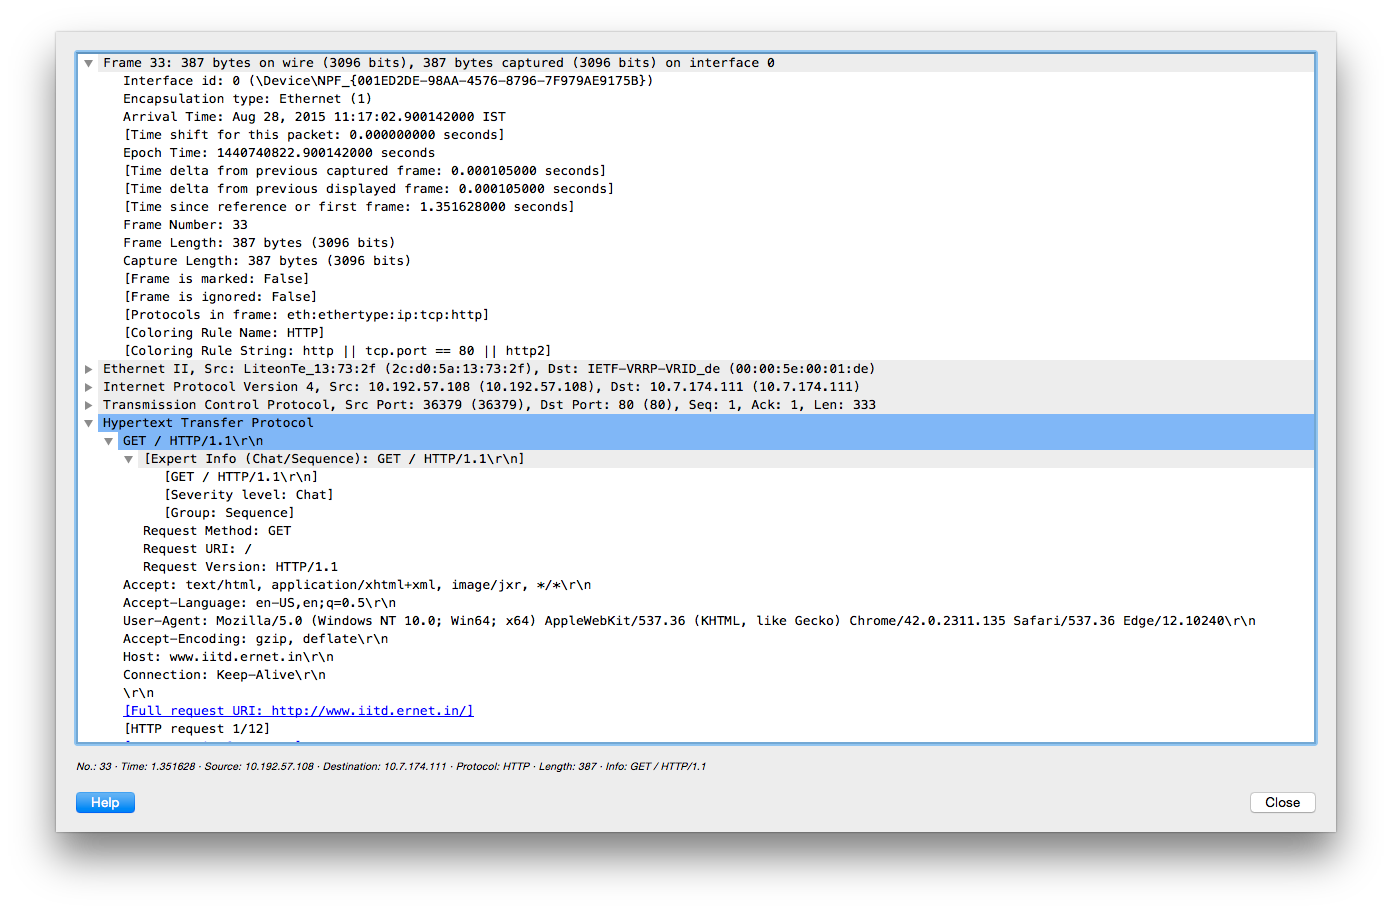 Frame 33: 387 bytes on wire (3096 bits), 387 bytes captured (3096 bits) on interface 0
Interface id: 0 (\Device\NPF_{001ED2DE-98AA-4576-8796-7F979AE9175B})
Encapsulation type: Ethernet (1)
Arrival Time: Aug 28, 2015 11:17:02.900142000 IST
[Time shift for this packet: 0.000000000 seconds]
Epoch Time: 1440740822.900142000 seconds
[Time delta from previous captured frame: 0.000105000 seconds]
[Time delta from previous displayed frame: 0.000105000 seconds]
[Time since reference or first frame: 1.351628000 seconds]
Frame Number: 33
Frame Length: 387 bytes (3096 bits)
Capture Length: 387 bytes (3096 bits)
[Frame is marked: False]
[Frame is ignored: False]
[Protocols in frame: eth:ethertype:ip:tcp:http]
[Coloring Rule Name: HTTP]
[Coloring Rule String: http || tcp.port == 80 || http2]
Ethernet II, Src: LiteonTe_13:73:2f (2c:d0:5a:13:73:2f), Dst: IETF-VRRP-VRID_de (00:00:5e:00:01:de)
Internet Protocol Version 4, Src: 10.192.57.108 (10.192.57.108), Dst: 10.7.174.111 (10.7.174.111)
Transmission Control Protocol, Src Port: 36379 (36379), Dst Port: 80 (80), Seq: 1, Ack: 1, Len: 333
Hypertext Transfer Protocol
GET / HTTP/1.1\r\n
[Expert Info (Chat/Sequence): GET / HTTP/1.1\r\n]
[GET / HTTP/1.1\r\n]
[Severity level: Chat]
[Group: Sequence]
Request Method: GET
Request URI: /
Request Version: HTTP/1.1
Accept: text/html, application/xhtml+xml, image/jxr, */*\r\n
Accept-Language: en-US,en;q=0.5\r\n
User-Agent: Mozilla/5.0 (Windows NT 10.0; Win64; x64) AppleWebKit/537.36 (KHTML, like Gecko) Chrome/42.0.2311.135 Safari/537.36 Edge/12.10240\r\n
Accept-Encoding: gzip, deflate\r\n
Host: www.iitd.ernet.in\r\n
Connection: Keep-Alive\r\n
\r\n
[Full request URI: http://www.iitd.ernet.in/]
[HTTP request 1/12]
No.: 33 · Time: 1.351628 · Source: 10.192.57.108 · Destination: 10.7.174.111 · Protocol: HTTP · Length: 387 · Info: GET / HTTP/1.1
Help
Close